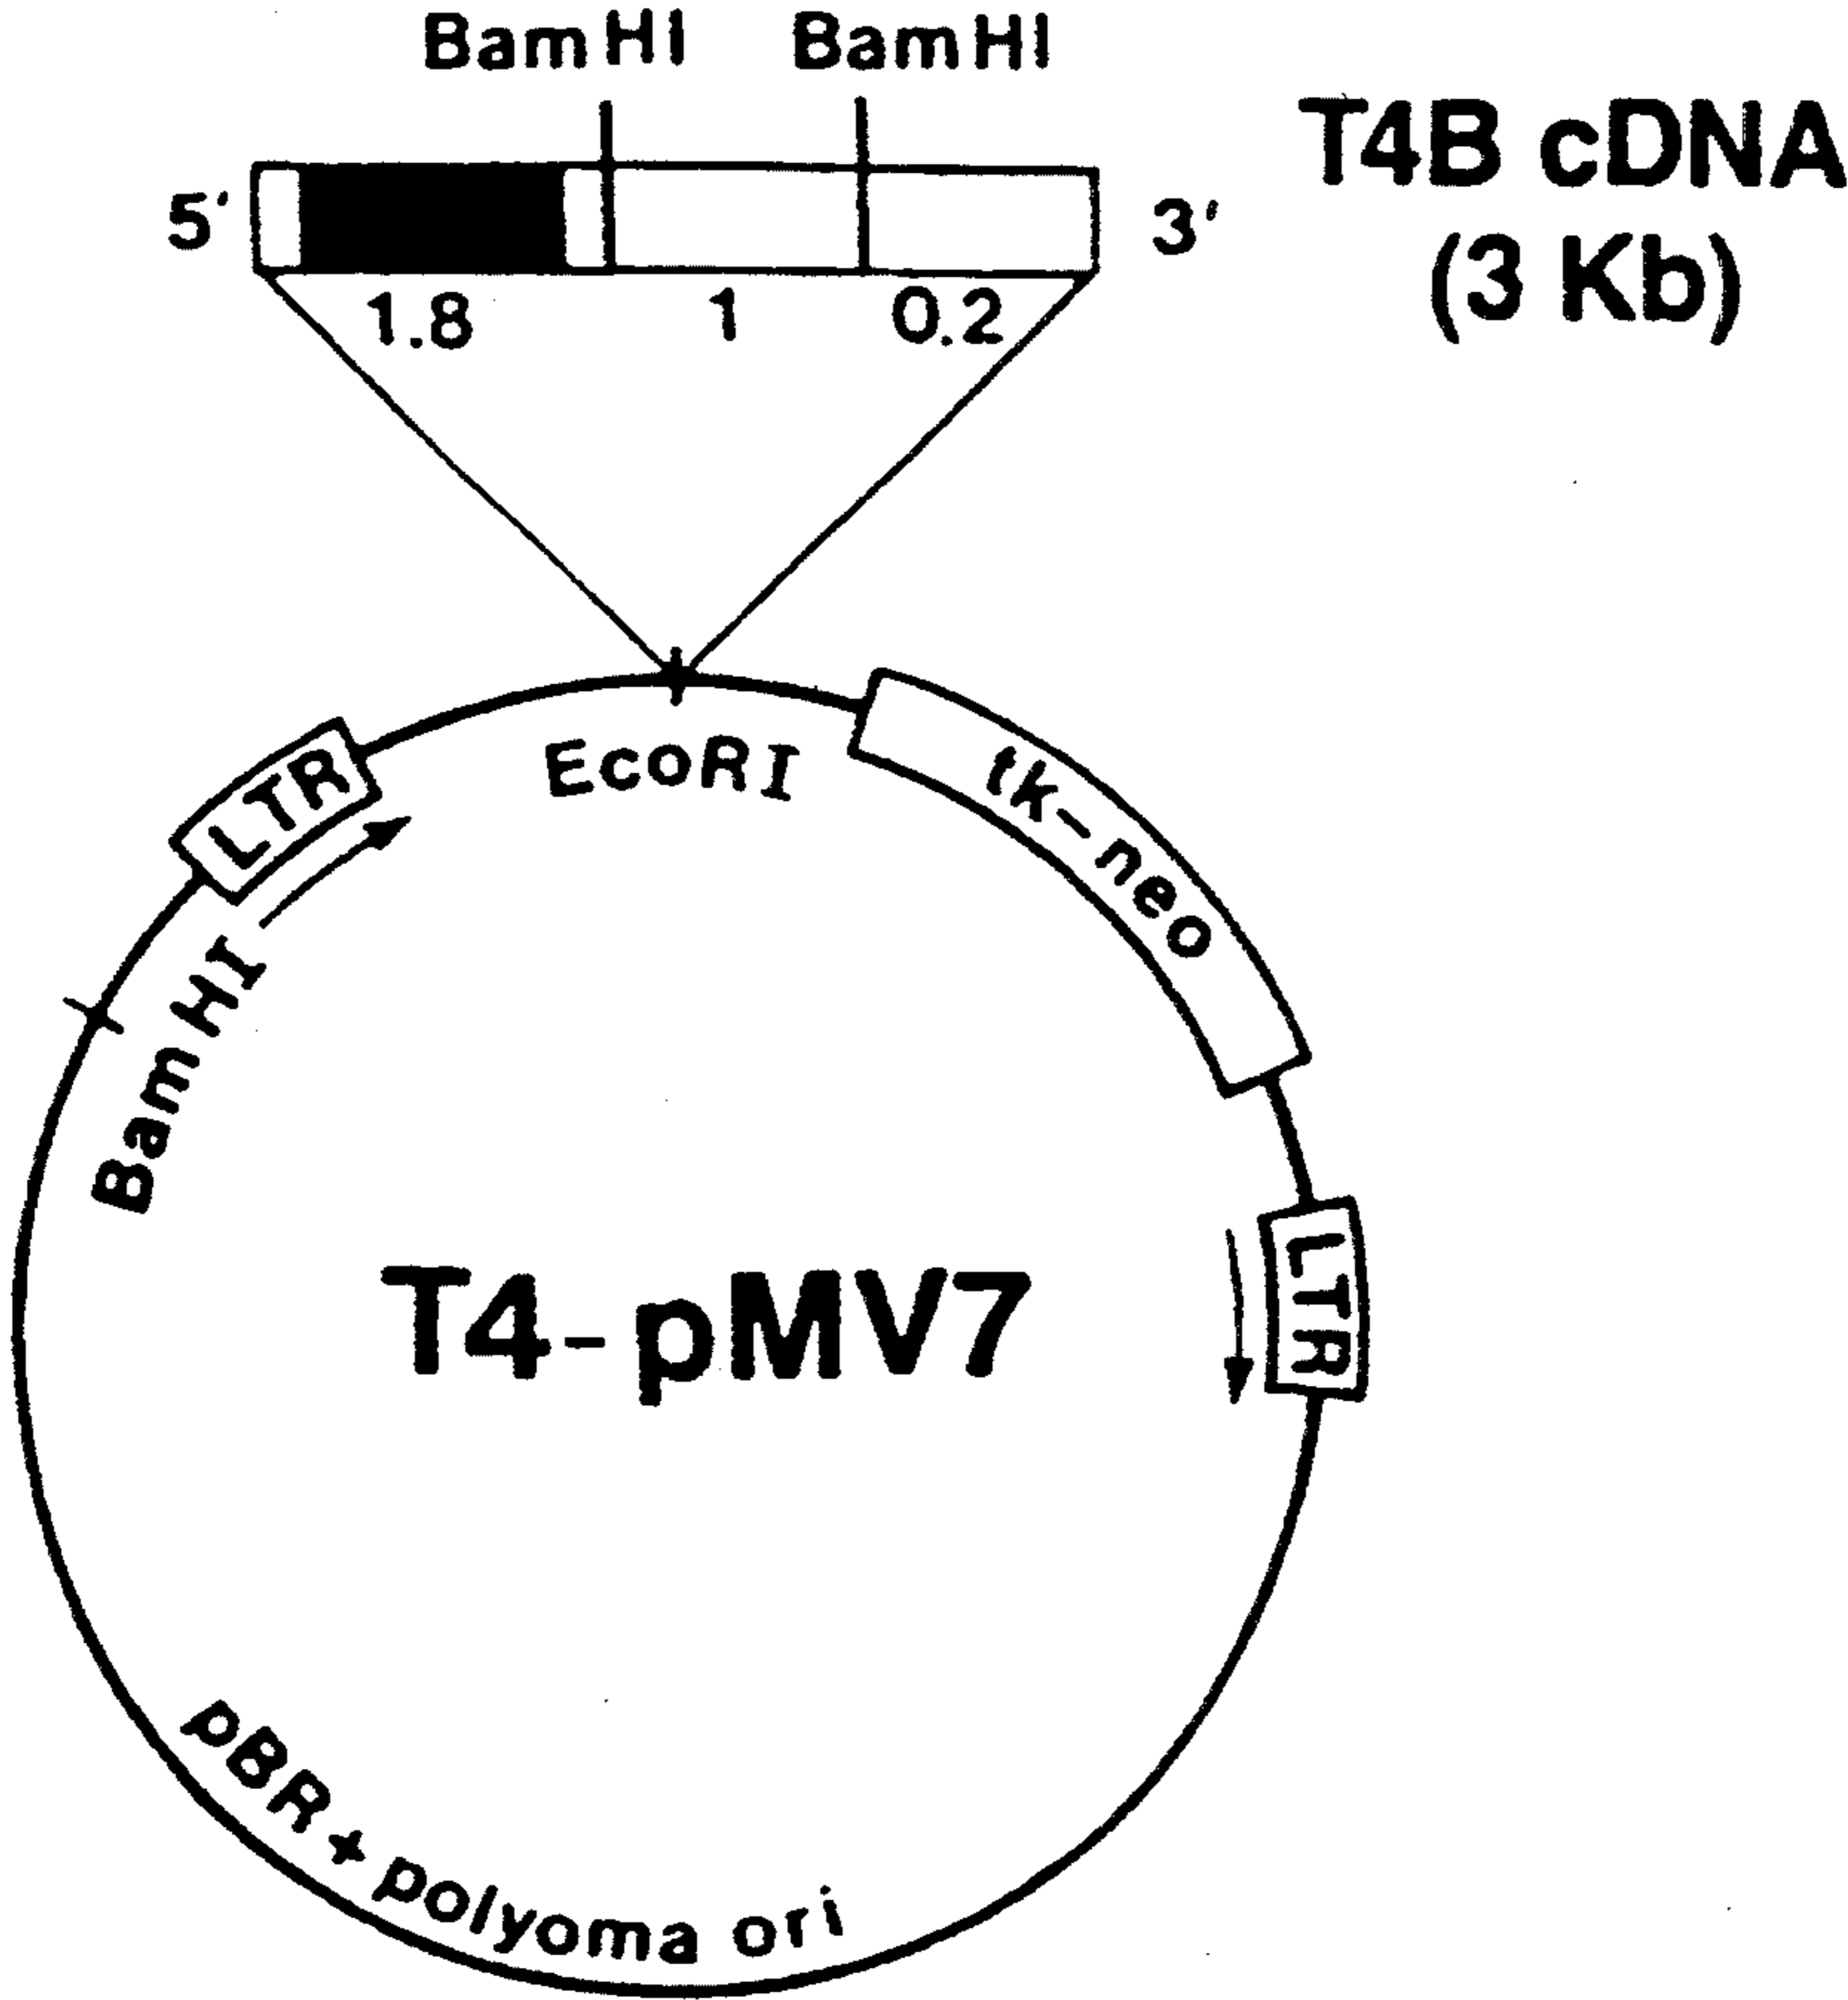 BamHI BamHI
T4B cDNA
(3 Kb)
5' 3'
1.8 1 0.2
EcoRI
LTR
tk-neo
BamHI
LTR
T4-pMV7
pBR+polyoma ori